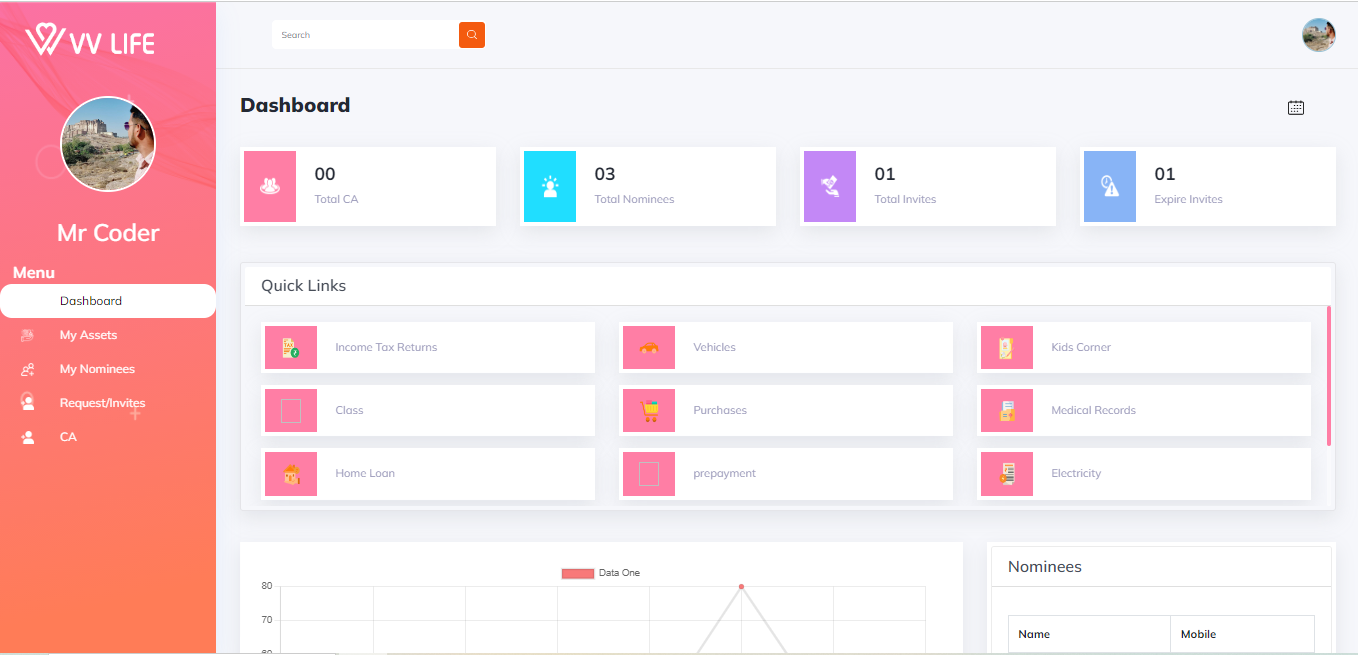 VV LIFE
Search
Mr Coder
Menu
Dashboard
My Assets
My Nominees
Request/Invites
CA
Dashboard
00
Total CA
03
Total Nominees
01
Total Invites
01
Expire Invites
Quick Links
Income Tax Returns
Vehicles
Kids Corner
Class
Purchases
Medical Records
Home Loan
prepayment
Electricity
Data One
80
70
60
Nominees
Name
Mobile